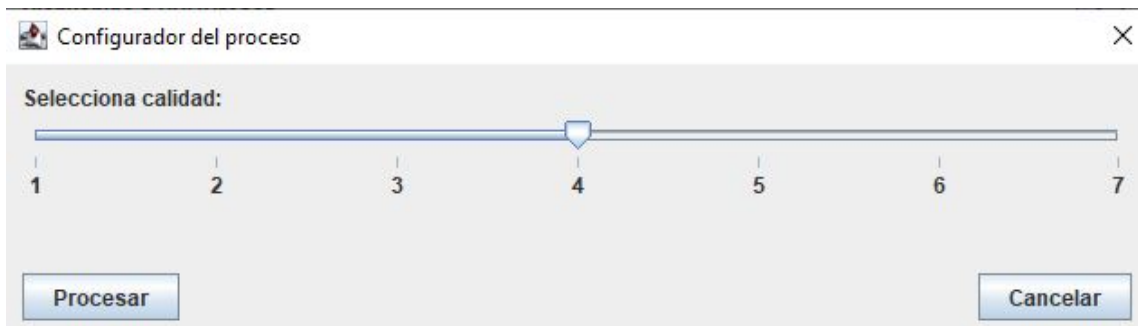 Configurador del proceso
Selecciona calidad:
1 2 3 4 5 6 7
Procesar Cancelar